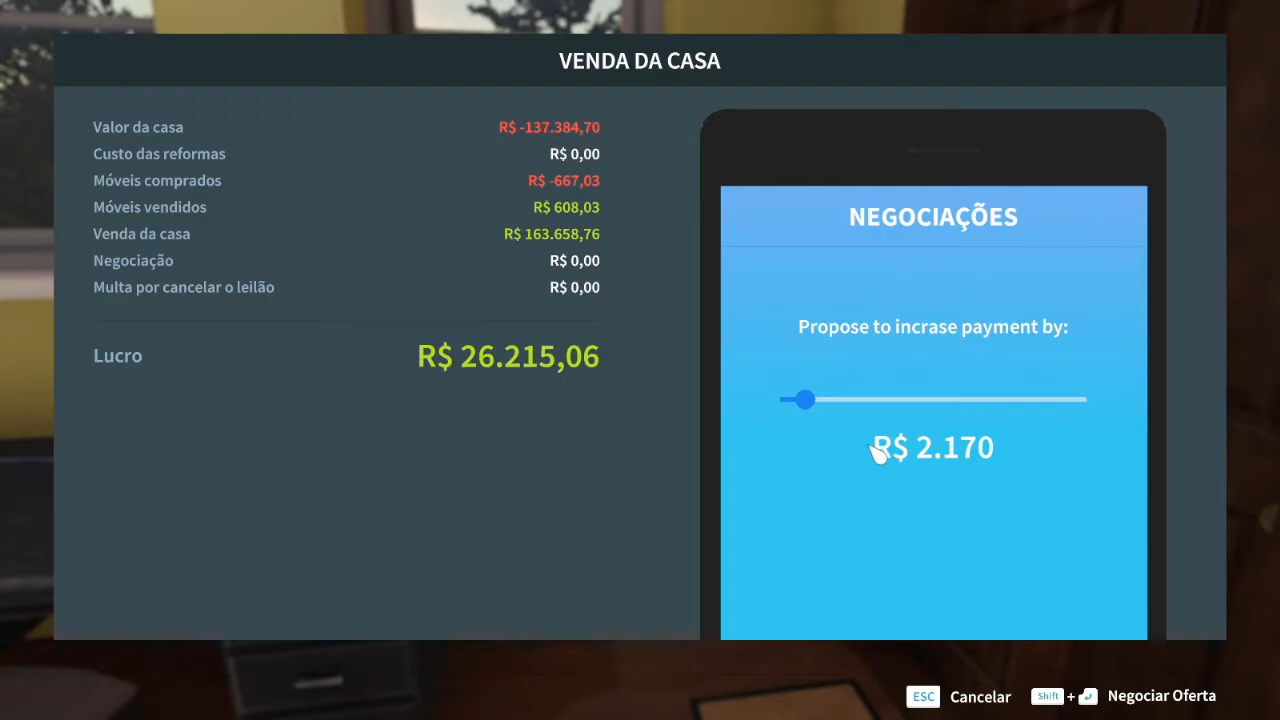 VENDA DA CASA
Valor da casa R$ -137.384,70
Custo das reformas R$ 0,00
Móveis comprados R$ -667,03
Móveis vendidos R$ 608,03
Venda da casa R$ 163.658,76
Negociação R$ 0,00
Multa por cancelar o leilão R$ 0,00
Lucro R$ 26.215,06
NEGOCIAÇÕES
Propose to incrase payment by:
R$ 2.170
ESC Cancelar Shift + Negociar Oferta